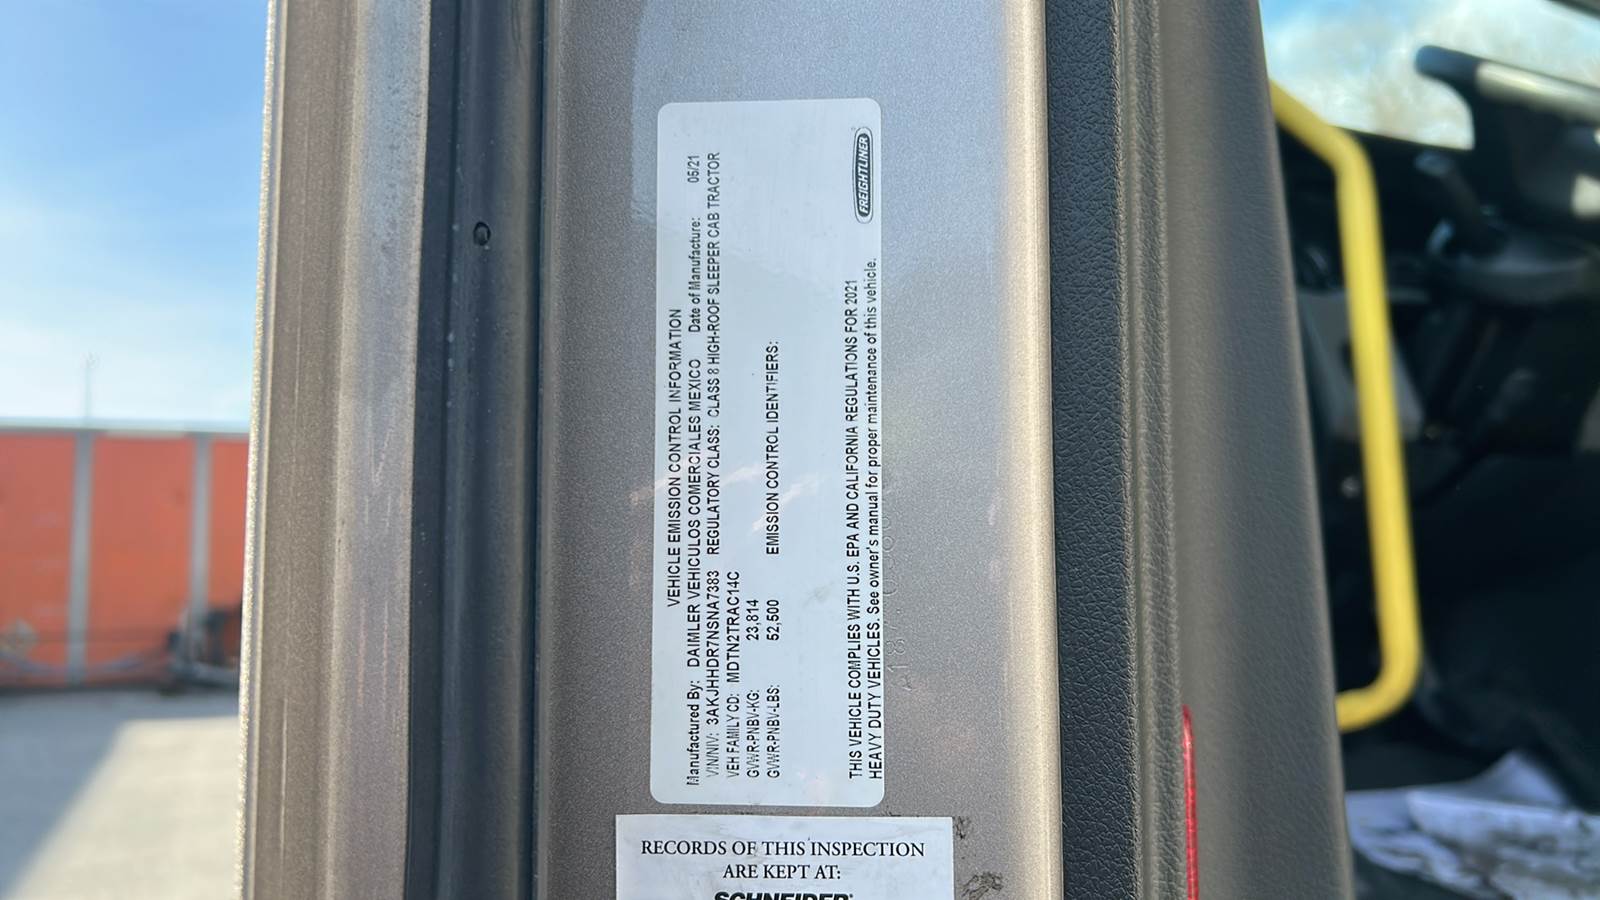 VEHICLE EMISSION CONTROL INFORMATION
Manufactured By: DAIMLER VEHICULOS COMERCIALES MEXICO Date of Manufacture: 05/21
VIN/NIV: 3AKJHHDR7NSNA7383 REGULATORY CLASS: CLASS 8 HIGH-ROOF SLEEPER CAB TRACTOR
VEH FAMILY CD: MDTN2TRAC14C
GVWR-PNBV-KG: 23,814
GVWR-PNBV-LBS: 52,500 EMISSION CONTROL IDENTIFIERS:
THIS VEHICLE COMPLIES WITH U.S. EPA AND CALIFORNIA REGULATIONS FOR 2021
HEAVY DUTY VEHICLES. See owner's manual for proper maintenance of this vehicle.
FREIGHTLINER
RECORDS OF THIS INSPECTION
ARE KEPT AT:
SCHNEIDER